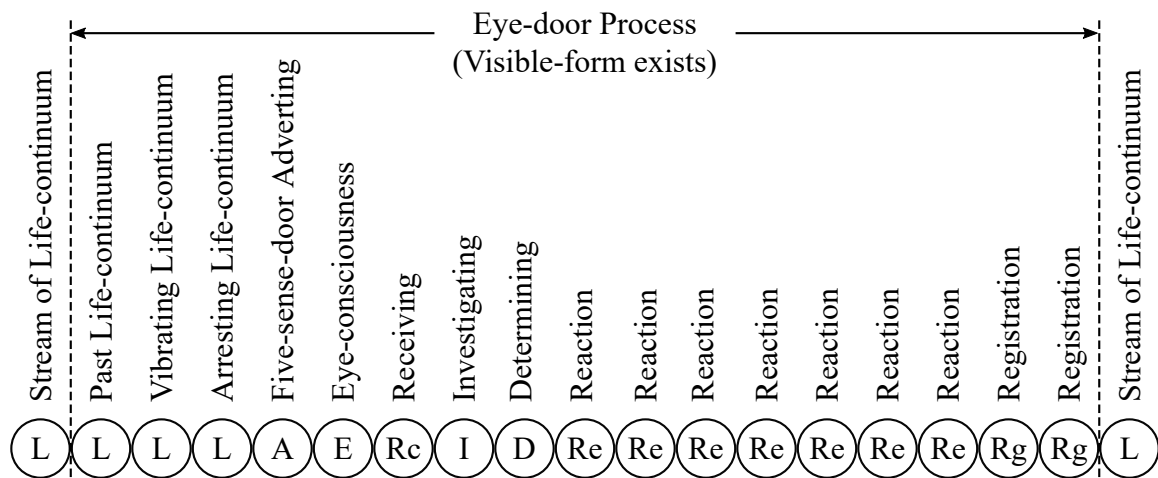 Eye-door Process
(Visible-form exists)
Stream of Life-continuum
Past Life-continuum
Vibrating Life-continuum
Arresting Life-continuum
Five-sense-door Adverting
Eye-consciousness
Receiving
Investigating
Determining
Reaction
Reaction
Reaction
Reaction
Reaction
Reaction
Reaction
Registration
Registration
Stream of Life-continuum
L L L L A E Rc I D Re Re Re Re Re Re Re Rg Rg L